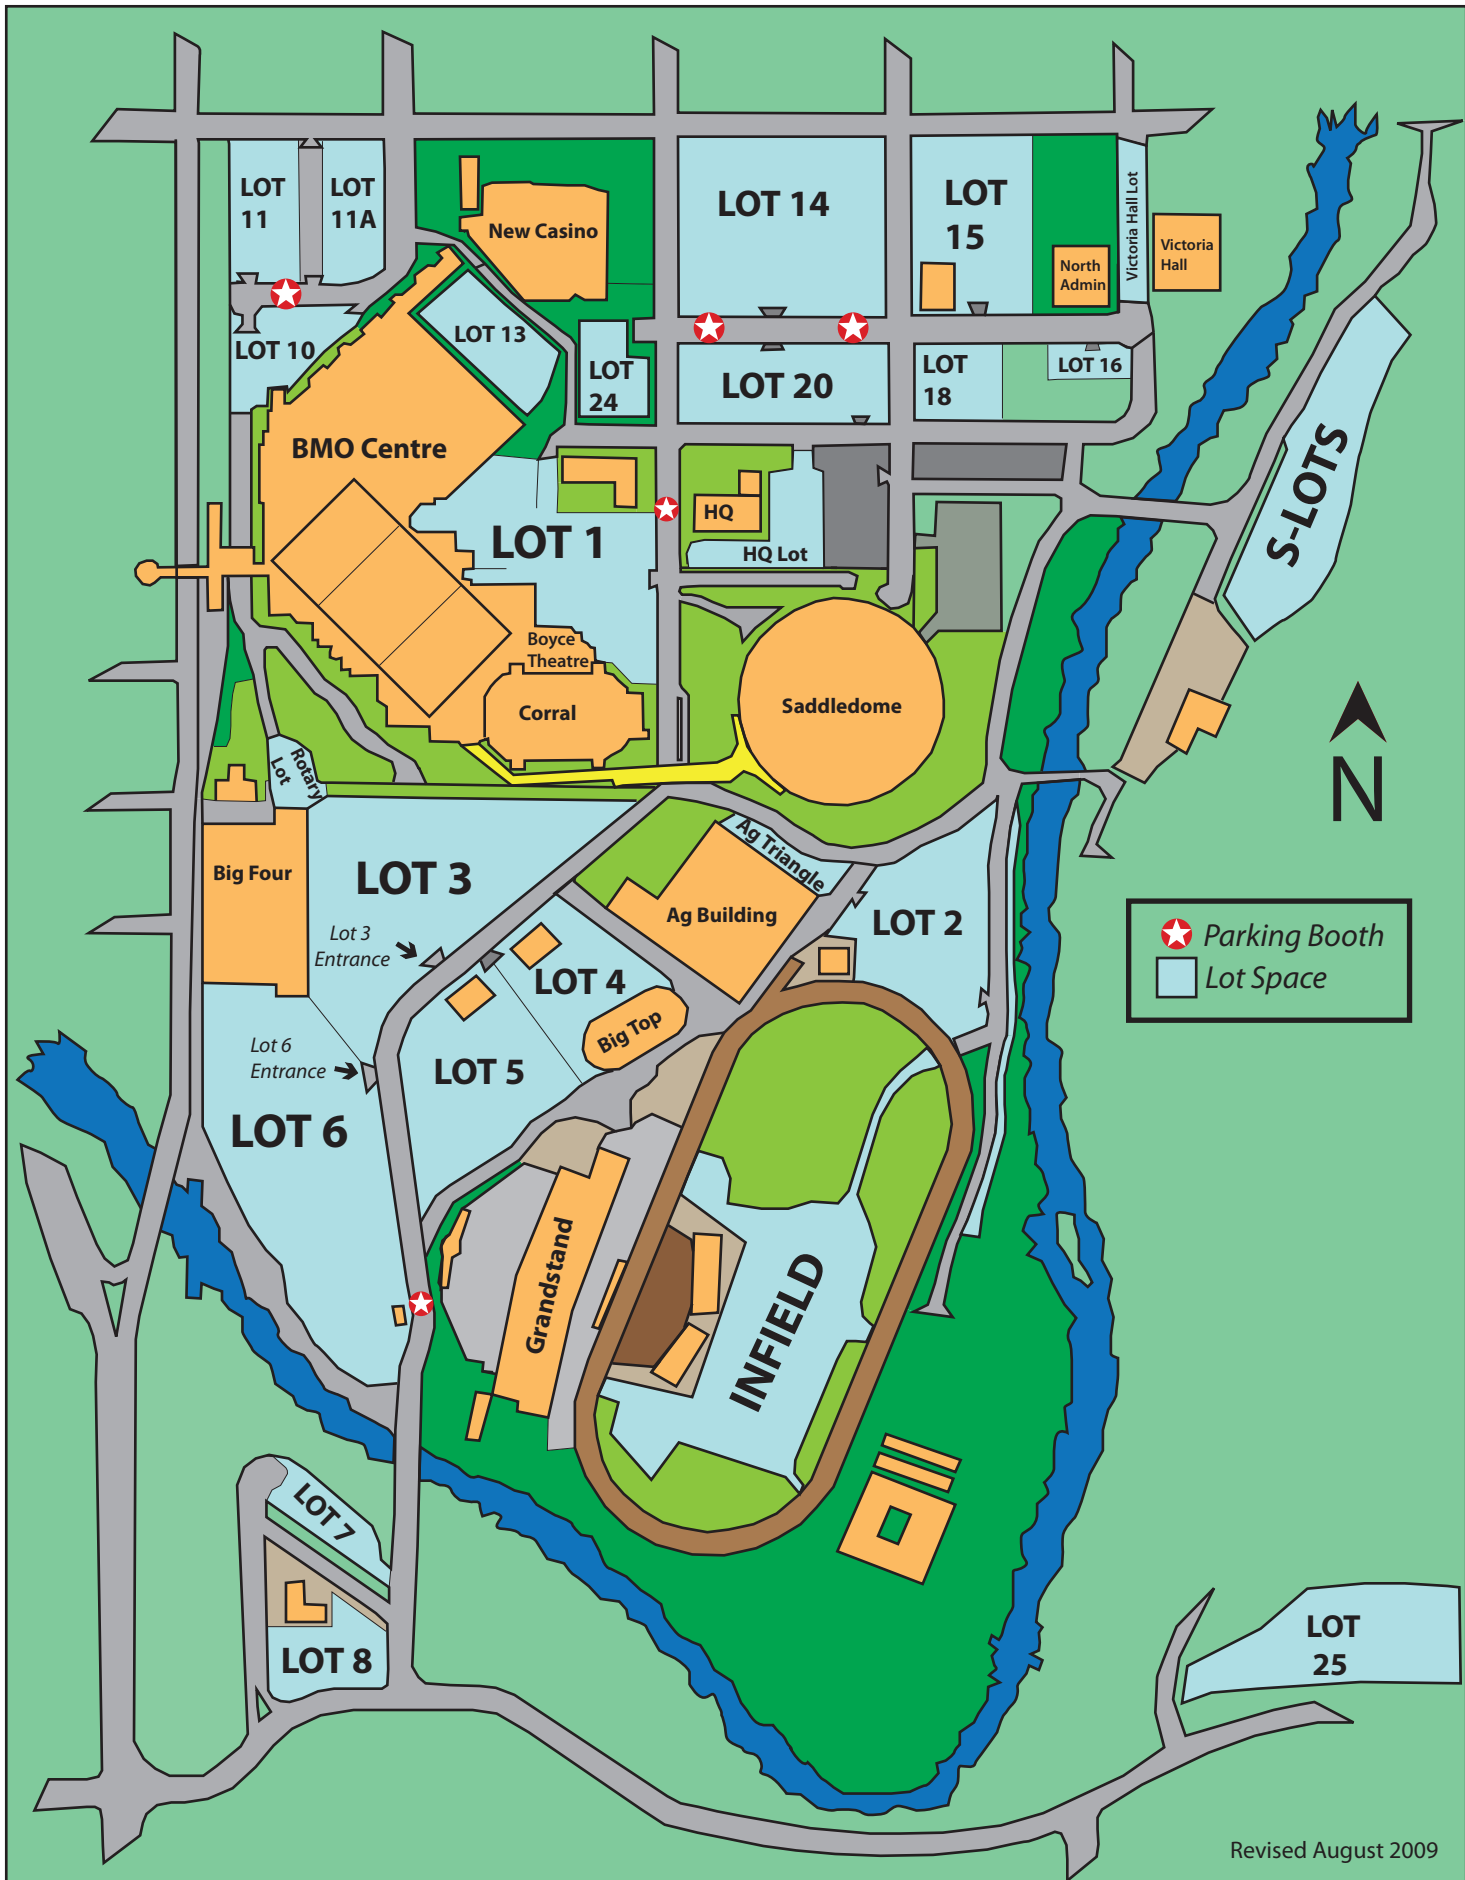 LOT
11
LOT
11A
New Casino
LOT 14
LOT
15
North
Admin
Victoria Hall Lot
Victoria
Hall
LOT 10
LOT 13
LOT
24
LOT 20
LOT
18
LOT 16
BMO Centre
LOT 1
HQ
HQ Lot
S-LOTS
Boyce
Theatre
Corral
Saddledome
N
Rotary
Lot
Big Four
LOT 3
Ag Triangle
Ag Building
LOT 2
Lot 3
Entrance
LOT 4
Big Top
LOT 5
Lot 6
Entrance
LOT 6
Parking Booth
Lot Space
Grandstand
INFIELD
LOT 7
LOT 8
LOT
25
Revised August 2009